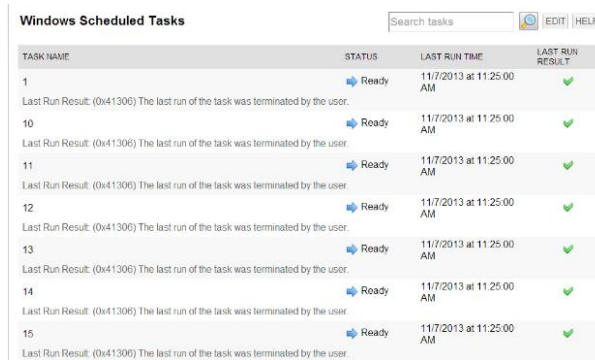 Windows Scheduled Tasks
Search tasks
EDIT
HELP
TASK NAME
STATUS
LAST RUN TIME
LAST RUN
RESULT
1
Ready
11/7/2013 at 11:25:00
AM
Last Run Result: (0x41306) The last run of the task was terminated by the user.
10
Ready
11/7/2013 at 11:25:00
AM
Last Run Result: (0x41306) The last run of the task was terminated by the user.
11
Ready
11/7/2013 at 11:25:00
AM
Last Run Result: (0x41306) The last run of the task was terminated by the user.
12
Ready
11/7/2013 at 11:25:00
AM
Last Run Result: (0x41306) The last run of the task was terminated by the user.
13
Ready
11/7/2013 at 11:25:00
AM
Last Run Result: (0x41306) The last run of the task was terminated by the user.
14
Ready
11/7/2013 at 11:25:00
AM
Last Run Result: (0x41306) The last run of the task was terminated by the user.
15
Ready
11/7/2013 at 11:25:00
AM
Last Run Result: (0x41306) The last run of the task was terminated by the user.